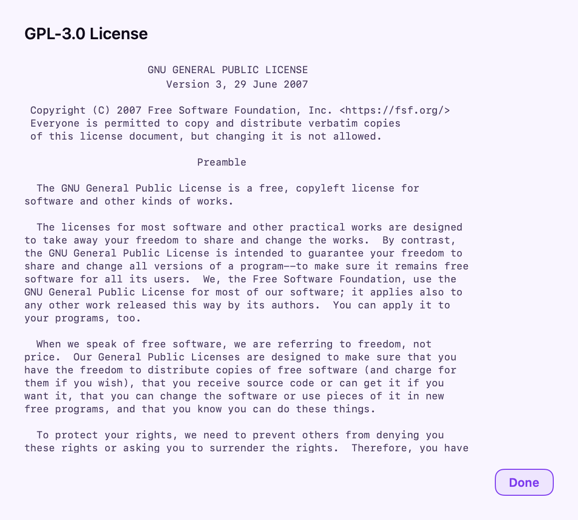 GPL-3.0 License
GNU GENERAL PUBLIC LICENSE
Version 3, 29 June 2007
Copyright (C) 2007 Free Software Foundation, Inc. <https://fsf.org/>
Everyone is permitted to copy and distribute verbatim copies
of this license document, but changing it is not allowed.
Preamble
The GNU General Public License is a free, copyleft license for
software and other kinds of works.
The licenses for most software and other practical works are designed
to take away your freedom to share and change the works.  By contrast,
the GNU General Public License is intended to guarantee your freedom to
share and change all versions of a program--to make sure it remains free
software for all its users.  We, the Free Software Foundation, use the
GNU General Public License for most of our software; it applies also to
any other work released this way by its authors.  You can apply it to
your programs, too.
When we speak of free software, we are referring to freedom, not
price.  Our General Public Licenses are designed to make sure that you
have the freedom to distribute copies of free software (and charge for
them if you wish), that you receive source code or can get it if you
want it, that you can change the software or use pieces of it in new
free programs, and that you know you can do these things.
To protect your rights, we need to prevent others from denying you
these rights or asking you to surrender the rights.  Therefore, you have
Done